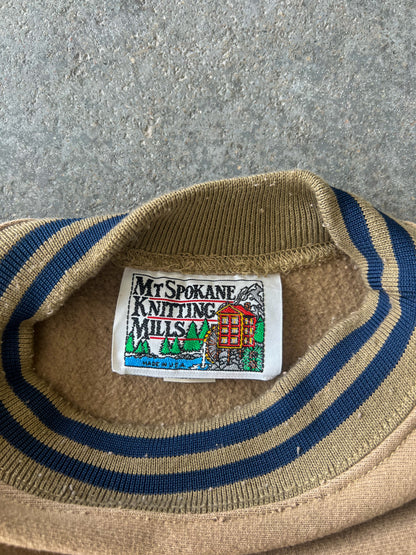 MT SPOKANE
KNITTING
MILLS
MADE IN U.S.A.